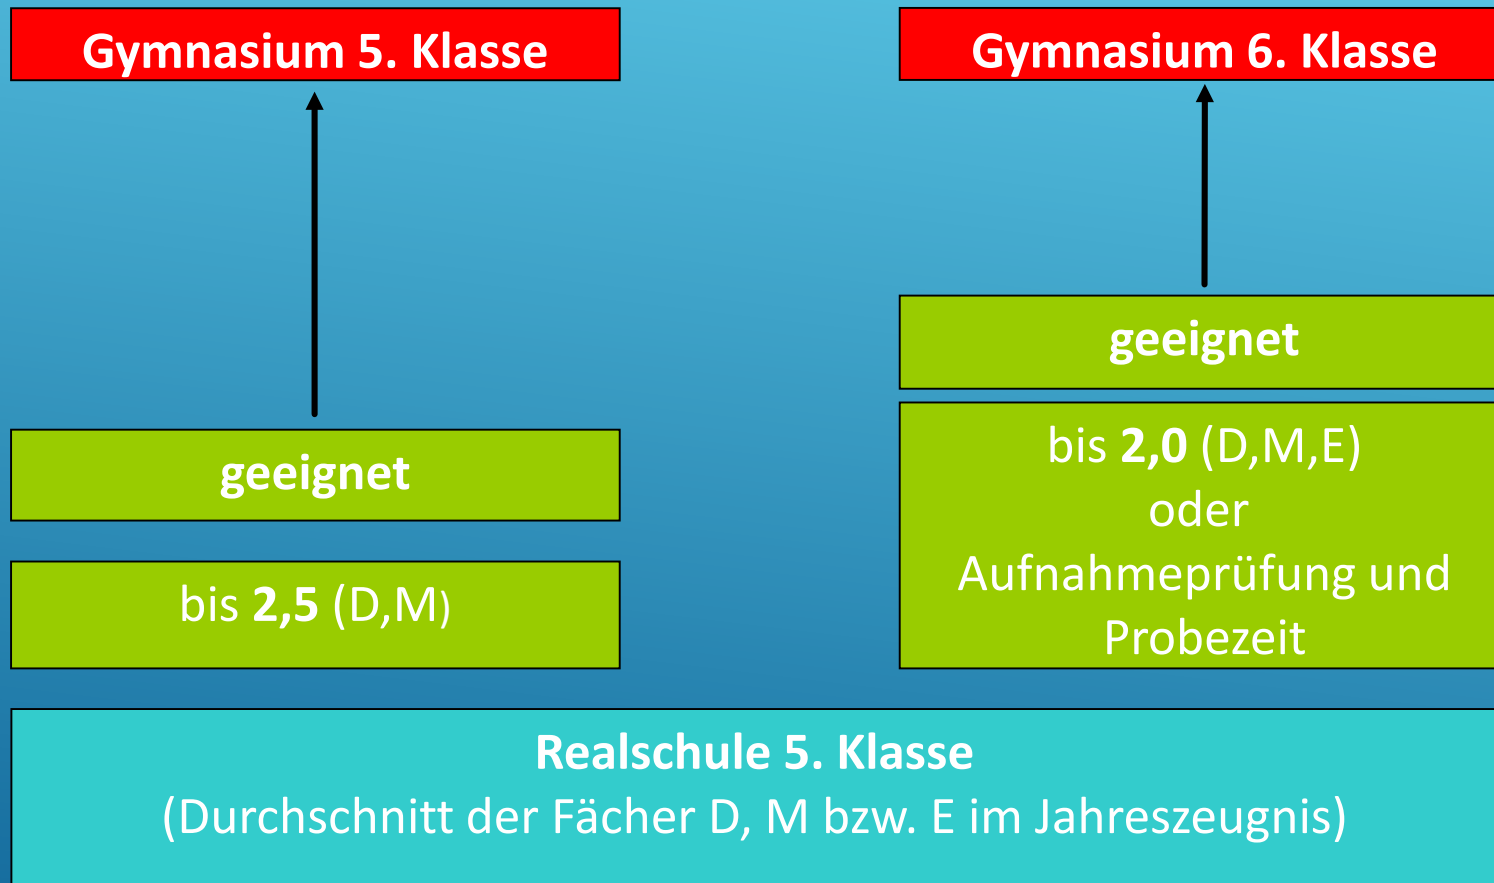 Gymnasium 5. Klasse
geeignet
bis 2,5 (D,M)
Gymnasium 6. Klasse
geeignet
bis 2,0 (D,M,E)
oder
Aufnahmeprüfung und
Probezeit
Realschule 5. Klasse
(Durchschnitt der Fächer D, M bzw. E im Jahreszeugnis)